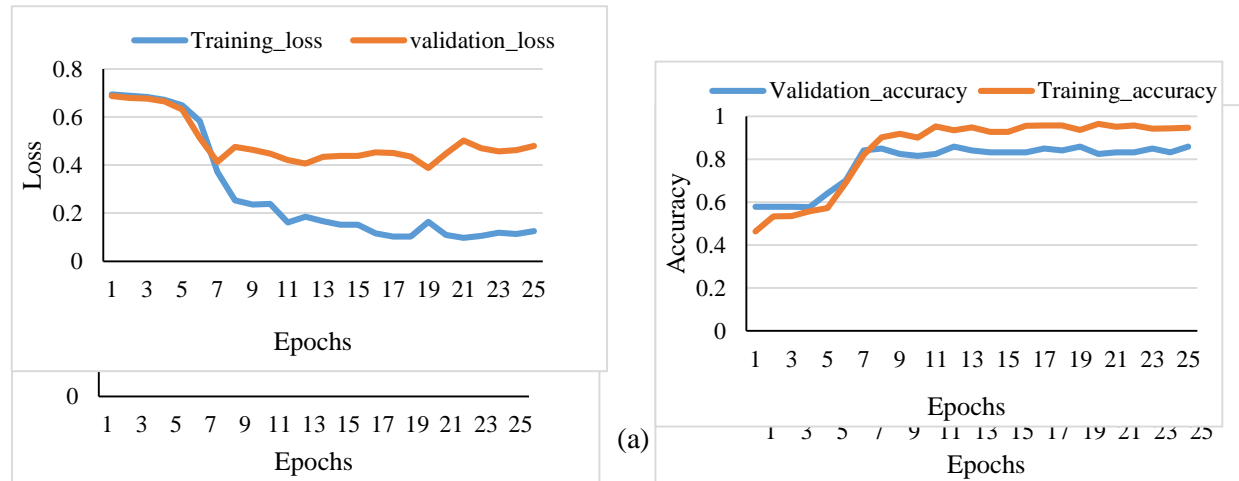 Training_loss validation_loss
0.8
0.6
0.4
0.2
0
Loss
1 3 5 7 9 11 13 15 17 19 21 23 25
Epochs
0
1 3 5 7 9 11 13 15 17 19 21 23 25
Epochs
(a)
Validation_accuracy Training_accuracy
1
0.8
0.6
0.4
0.2
0
Accuracy
1 3 5 7 9 11 13 15 17 19 21 23 25
Epochs
1 3 5 7 9 11 13 15 17 19 21 23 25
Epochs